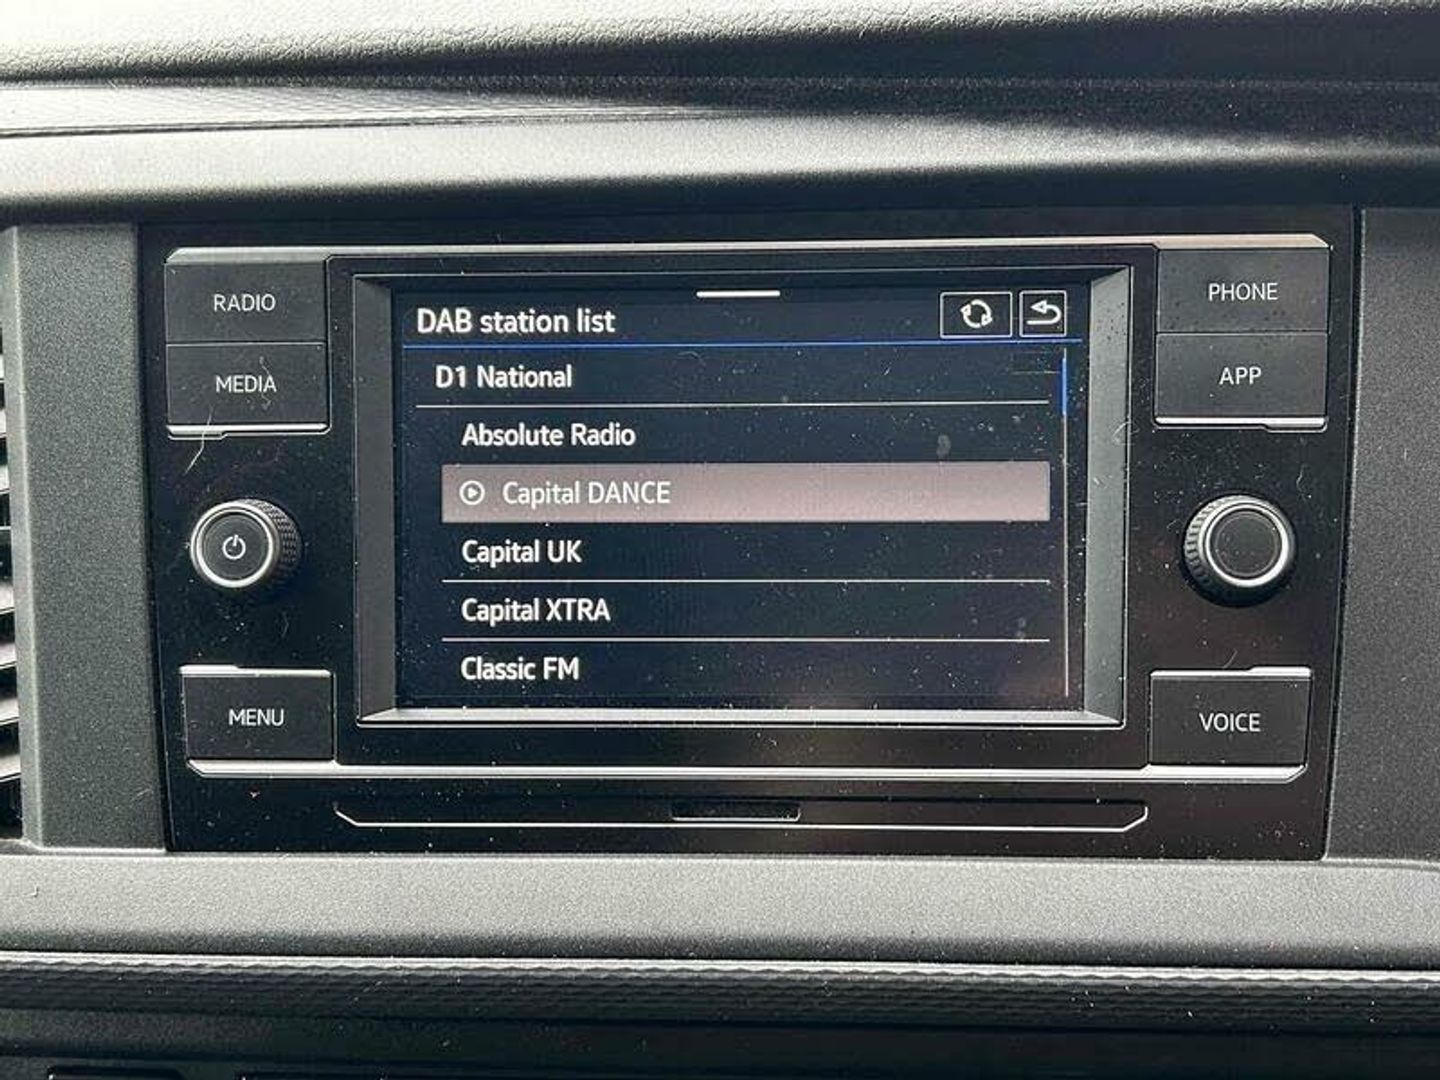 RADIO
MEDIA
MENU
DAB station list
D1 National
Absolute Radio
Capital DANCE
Capital UK
Capital XTRA
Classic FM
PHONE
APP
VOICE